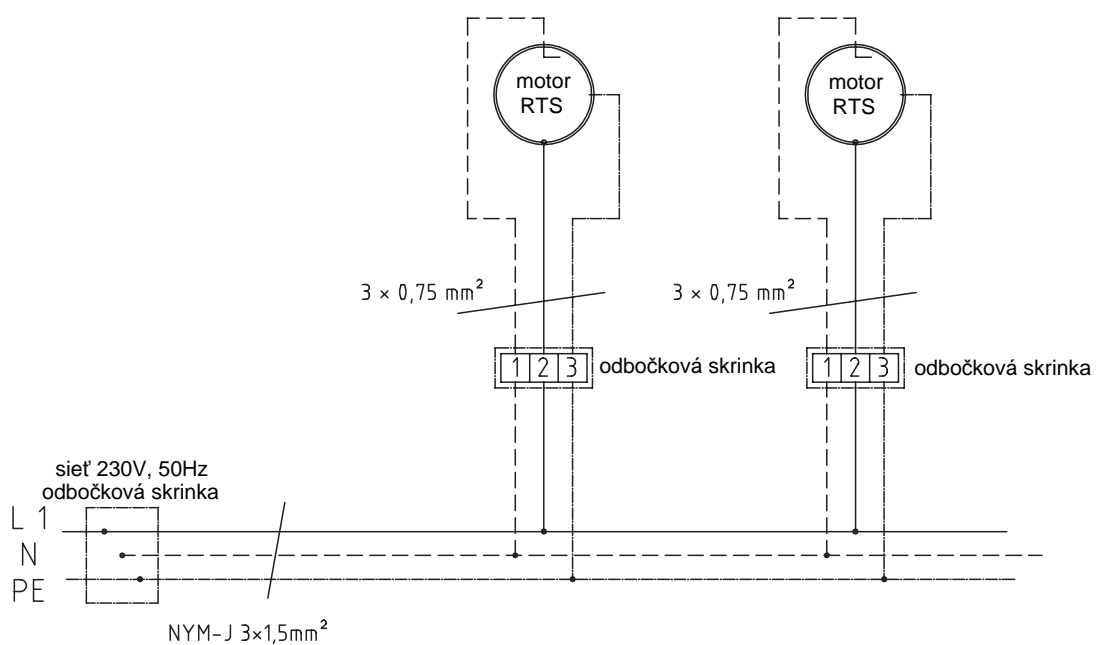 motor
RTS
motor
RTS
3 × 0,75 mm²
3 × 0,75 mm²
1 2 3
odbočková skrinka
1 2 3
odbočková skrinka
sieť 230V, 50Hz
odbočková skrinka
L 1
N
PE
NYM-J 3×1,5mm²